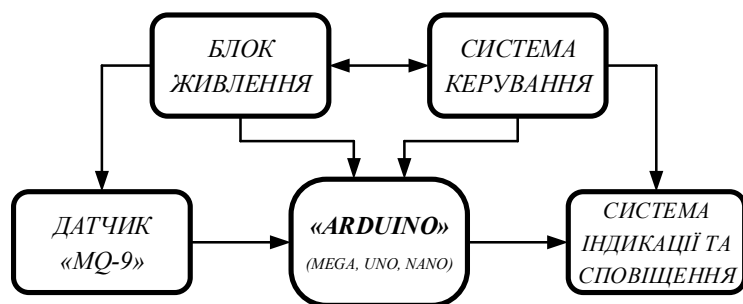 БЛОК
ЖИВЛЕННЯ
СИСТЕМА
КЕРУВАННЯ
ДАТЧИК
«MQ-9»
«ARDUINO»
(MEGA, UNO, NANO)
СИСТЕМА
ІНДИКАЦІЇ ТА
СПОВІЩЕННЯ